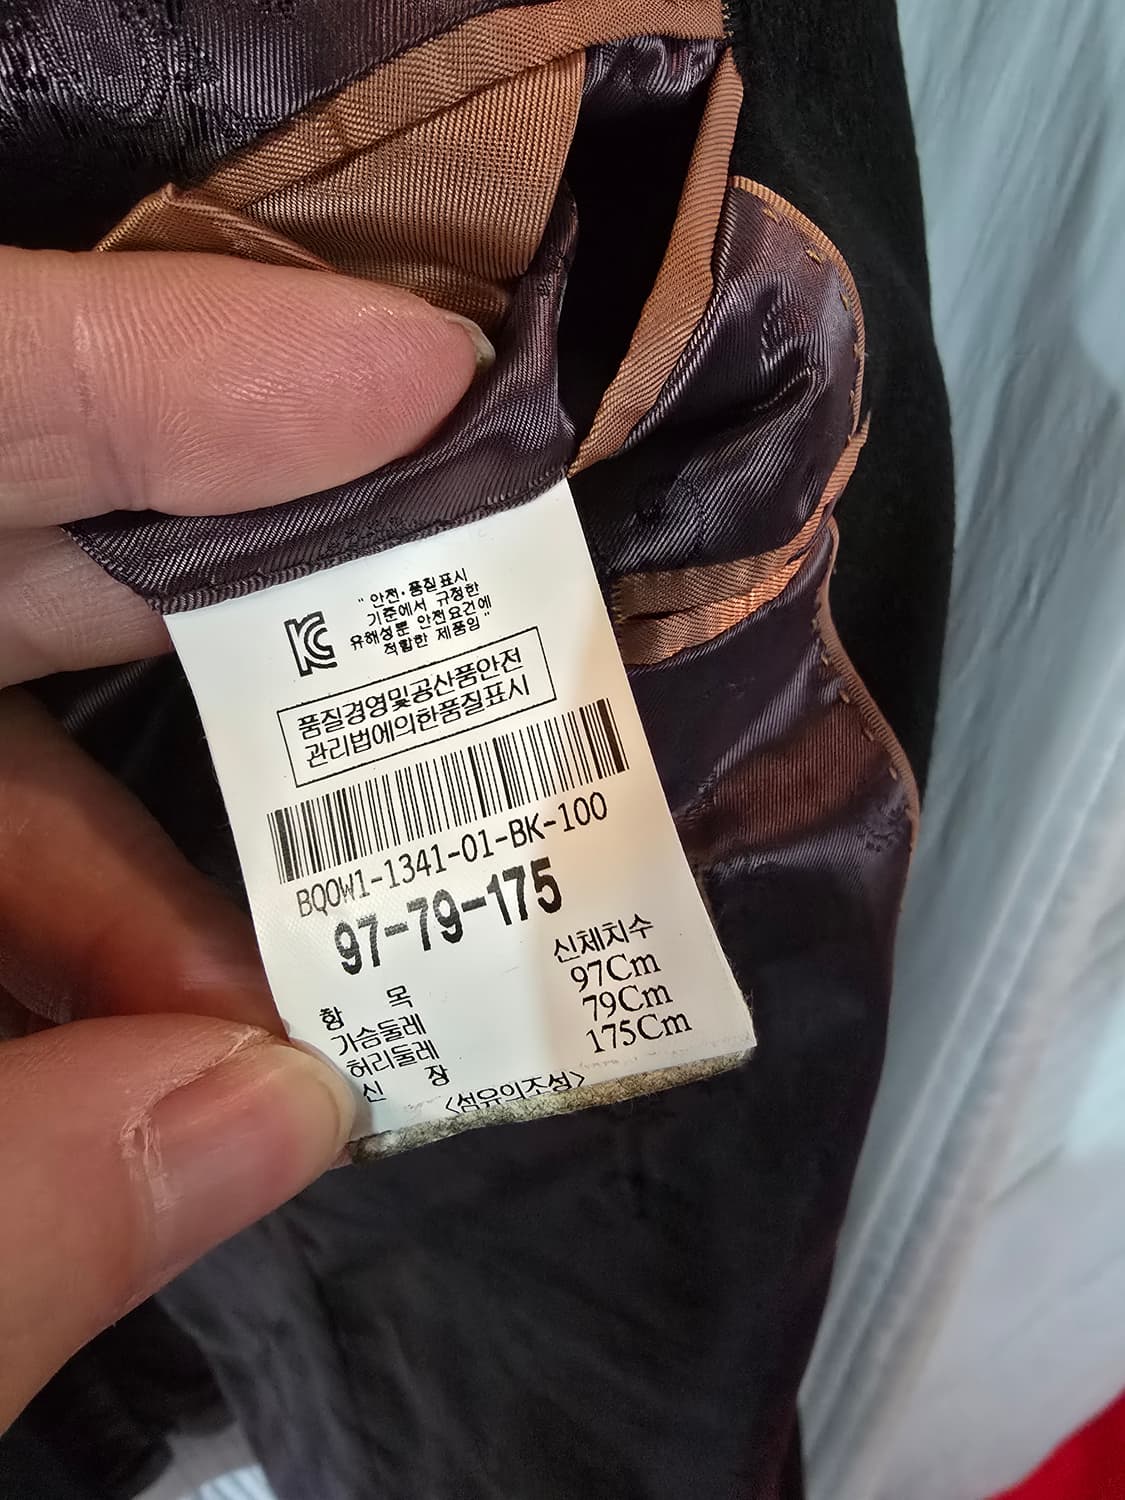 KC
" 안전·품질표시
기준에서 규정한
유해성분 안전요건에
적합한 제품임 "
품질경영및공산품안전
관리법에의한품질표시
BQOW1-1341-01-BK-100
97-79-175
항 목 신체치수
가슴둘레 97Cm
허리둘레 79Cm
신 장 175Cm
<섬유의조성>